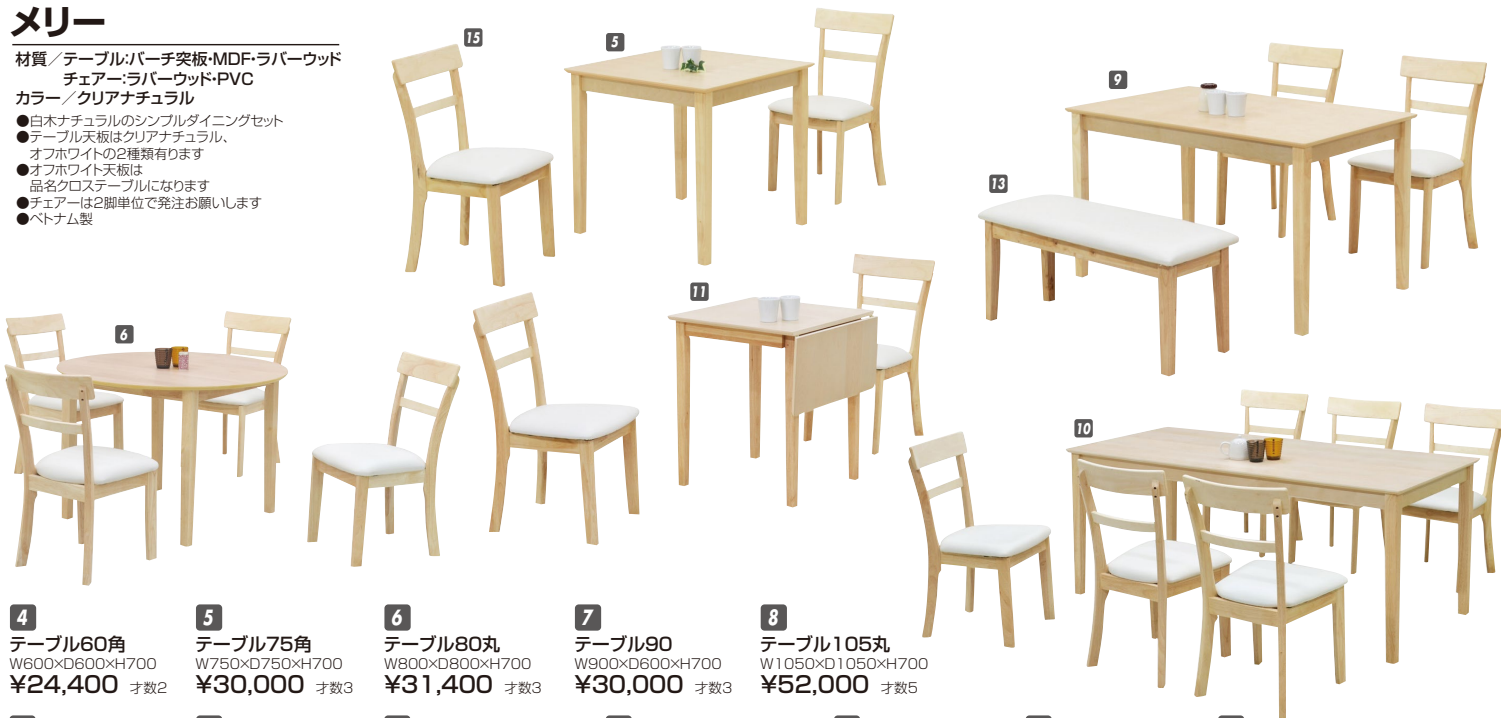 メリー
材質／テーブル:バーチ突板・MDF・ラバーウッド
チェアー:ラバーウッド・PVC
カラー／クリアナチュラル
●白木ナチュラルのシンプルダイニングセット
●テーブル天板はクリアナチュラル、
オフホワイトの2種類有ります
●オフホワイト天板は
品名クロステーブルになります
●チェアーは2脚単位で発注お願いします
●ベトナム製
15
5
9
13
11
6
10
4
テーブル60角
W600×D600×H700
¥24,400 才数2
5
テーブル75角
W750×D750×H700
¥30,000 才数3
6
テーブル80丸
W800×D800×H700
¥31,400 才数3
7
テーブル90
W900×D600×H700
¥30,000 才数3
8
テーブル105丸
W1050×D1050×H700
¥52,000 才数5